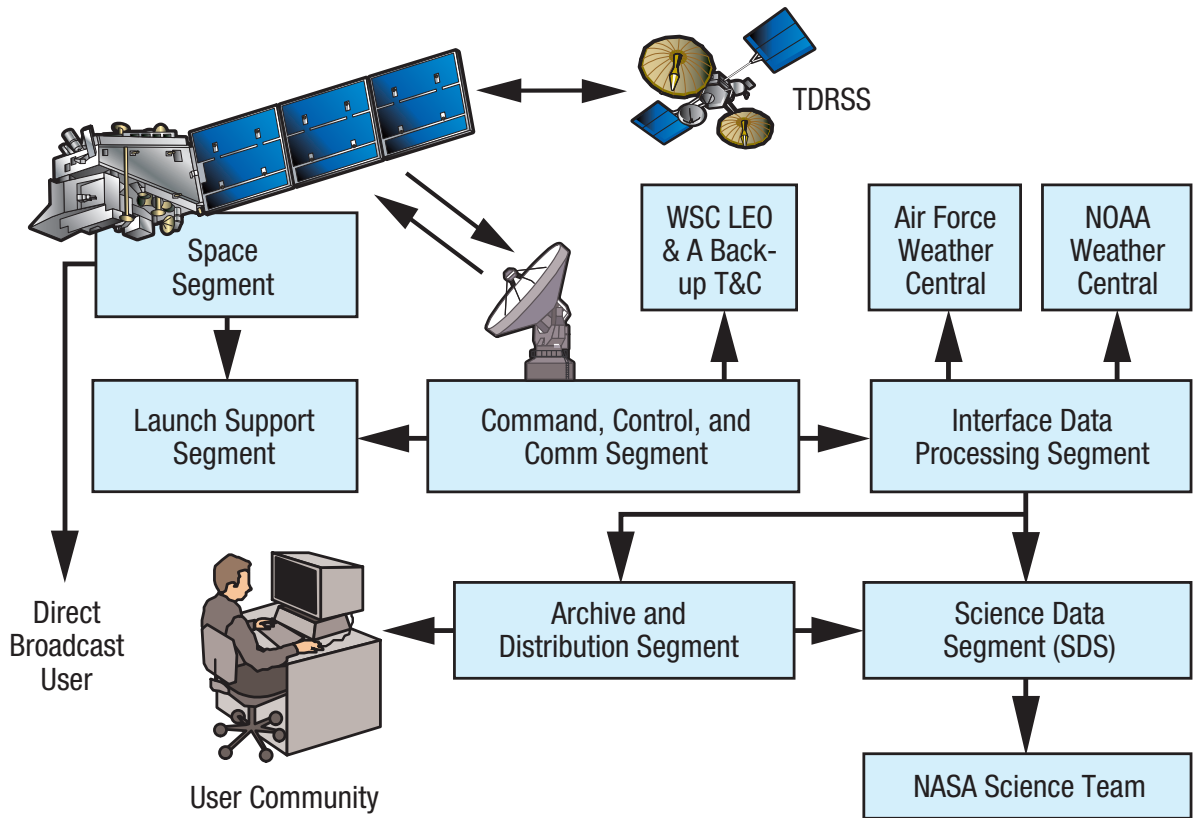 TDRSS
Space
Segment
WSC LEO
& A Back-
up T&C
Air Force
Weather
Central
NOAA
Weather
Central
Launch Support
Segment
Command, Control, and
Comm Segment
Interface Data
Processing Segment
Direct
Broadcast
User
Archive and
Distribution Segment
Science Data
Segment (SDS)
User Community
NASA Science Team